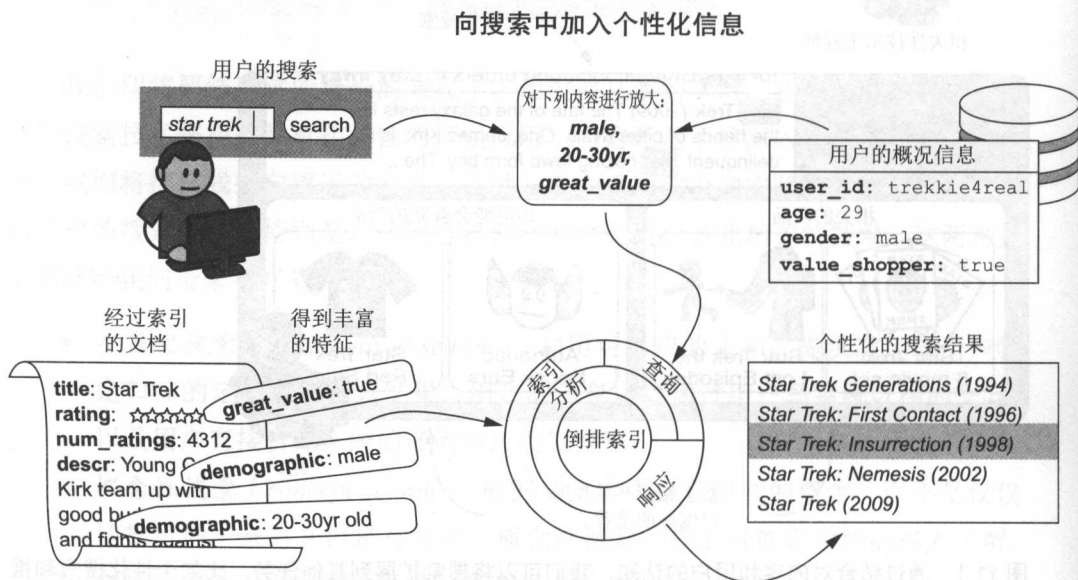 向搜索中加入个性化信息
用户的搜索
star trek
search
对下列内容进行放大:
male,
20-30yr,
great_value
用户的概况信息
user_id: trekkie4real
age: 29
gender: male
value_shopper: true
经过索引
的文档
得到丰富
的特征
title: Star Trek
rating: ☆☆☆☆☆
num_ratings: 4312
descr: Young
Kirk team up with
good
and fights against
great_value: true
demographic: male
demographic: 20-30yr old
索引
分析
查询
倒排索引
响应
个性化的搜索结果
Star Trek Generations (1994)
Star Trek: First Contact (1996)
Star Trek: Insurrection (1998)
Star Trek: Nemesis (2002)
Star Trek (2009)